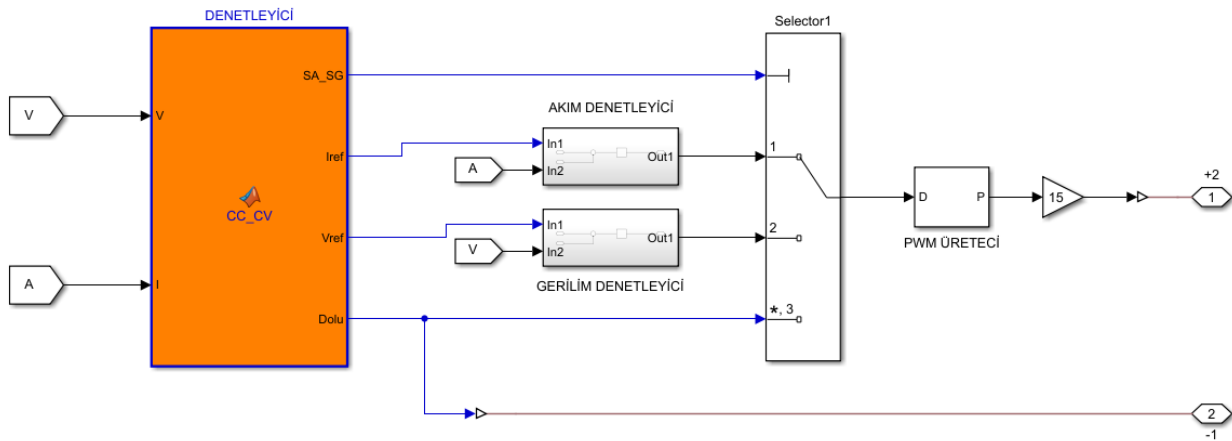 DENETLEYİCİ
Selector1
SA_SG
V
V
AKIM DENETLEYİCİ
Iref
In1
In2
Out1
A
1
CC_CV
D
P
15
+2
1
PWM ÜRETECİ
Vref
In1
In2
Out1
V
2
GERİLİM DENETLEYİCİ
A
I
Dolu
*, 3
2
-1